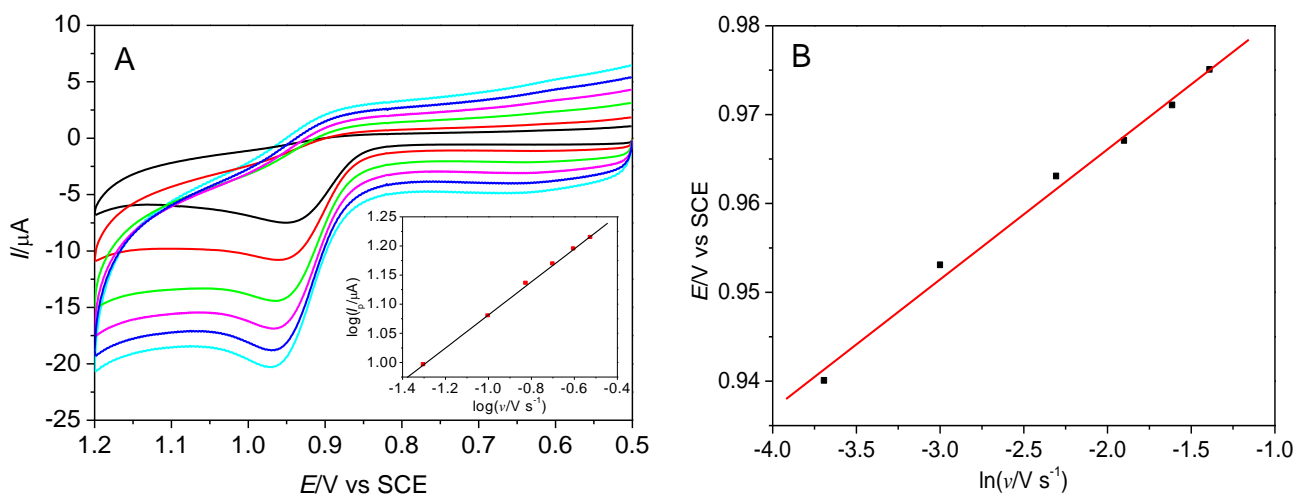 A
10
5
0
-5
-10
-15
-20
-25
I/μA
1.2 1.1 1.0 0.9 0.8 0.7 0.6 0.5
E/V vs SCE
1.25
1.20
1.15
1.10
1.05
1.00
log(Ip/μA)
-1.4 -1.2 -1.0 -0.8 -0.6 -0.4
log(v/V s⁻¹)
B
0.98
0.97
0.96
0.95
0.94
E/V vs SCE
-4.0 -3.5 -3.0 -2.5 -2.0 -1.5 -1.0
ln(v/V s⁻¹)